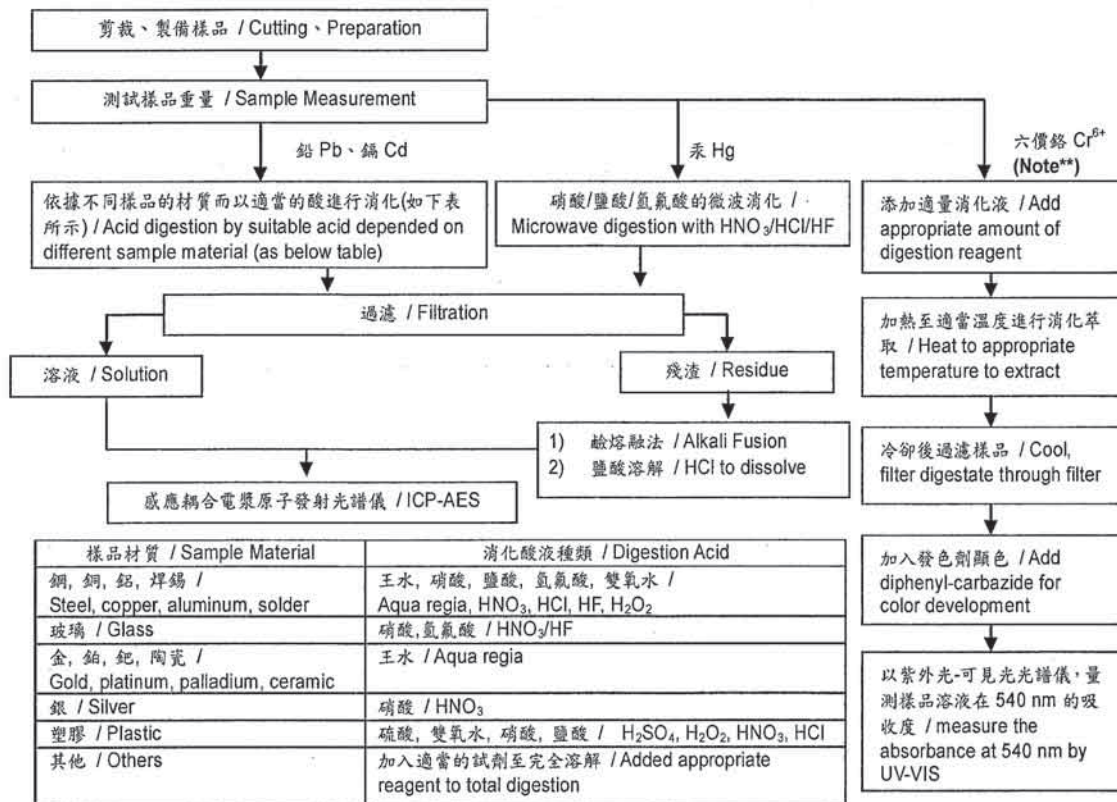 剪裁、製備樣品 / Cutting、Preparation
測試樣品重量 / Sample Measurement
鉛 Pb、鎘 Cd
汞 Hg
六價鉻 Cr⁶⁺
(Note**)
依據不同樣品的材質而以適當的酸進行消化(如下表
所示) / Acid digestion by suitable acid depended on
different sample material (as below table)
硝酸/鹽酸/氫氟酸的微波消化 /
Microwave digestion with HNO₃/HCl/HF
添加適量消化液 / Add
appropriate amount of
digestion reagent
過濾 / Filtration
加熱至適當溫度進行消化萃
取 / Heat to appropriate
temperature to extract
溶液 / Solution
殘渣 / Residue
1) 鹼熔融法 / Alkali Fusion
2) 鹽酸溶解 / HCl to dissolve
冷卻後過濾樣品 / Cool,
filter digestate through filter
感應耦合電漿原子發射光譜儀 / ICP-AES
加入發色劑顯色 / Add
diphenyl-carbazide for
color development
以紫外光-可見光光譜儀,量
測樣品溶液在 540 nm 的吸
收度 / measure the
absorbance at 540 nm by
UV-VIS
樣品材質 / Sample Material 消化酸液種類 / Digestion Acid
鋼, 銅, 鋁, 焊錫 / 王水, 硝酸, 鹽酸, 氫氟酸, 雙氧水 /
Steel, copper, aluminum, solder Aqua regia, HNO₃, HCl, HF, H₂O₂
玻璃 / Glass 硝酸,氫氟酸 / HNO₃/HF
金, 鉑, 鈀, 陶瓷 / 王水 / Aqua regia
Gold, platinum, palladium, ceramic
銀 / Silver 硝酸 / HNO₃
塑膠 / Plastic 硫酸, 雙氧水, 硝酸, 鹽酸 / H₂SO₄, H₂O₂, HNO₃, HCl
其他 / Others 加入適當的試劑至完全溶解 / Added appropriate
reagent to total digestion